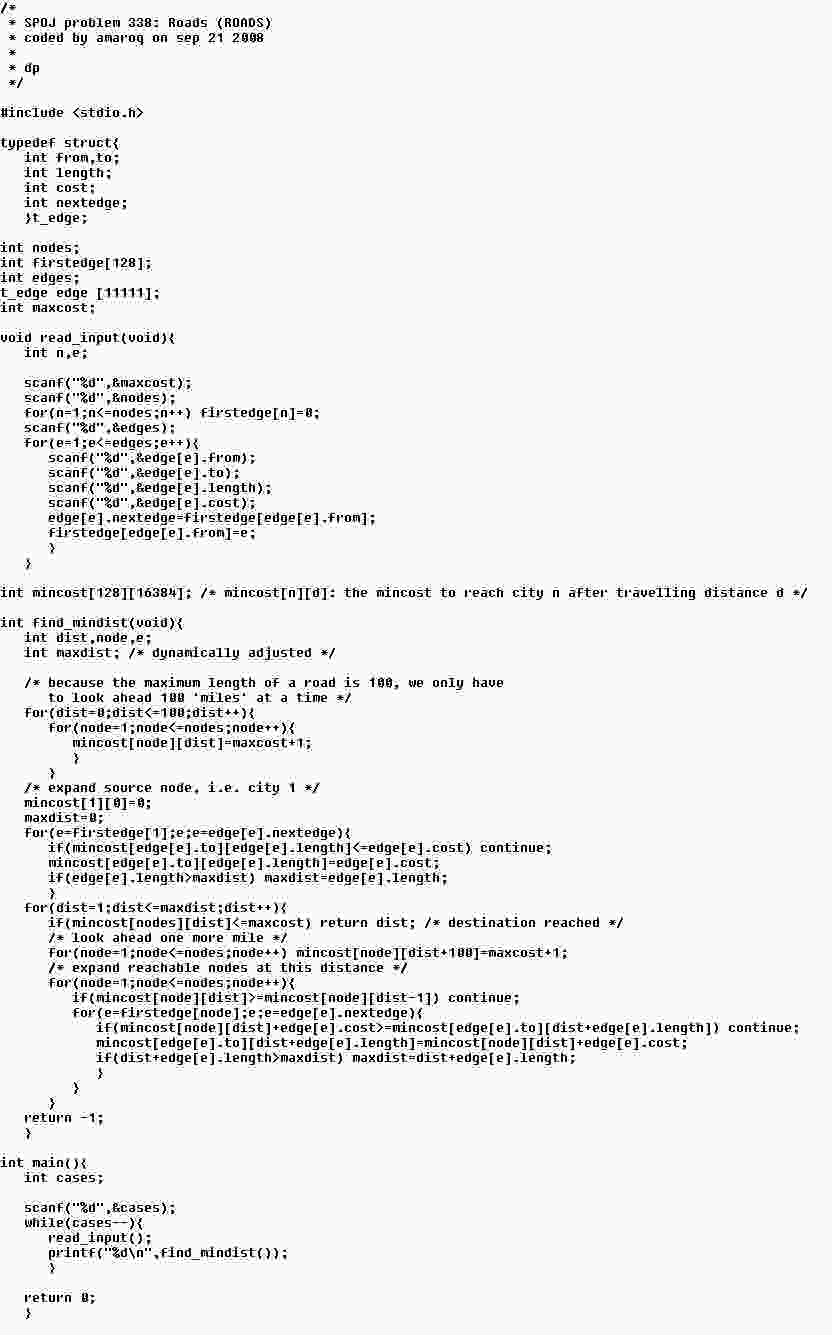 /*
 * SPOJ problem 338: Roads (ROADS)
 * coded by amaroq on sep 21 2008
 *
 * dp
 */

#include <stdio.h>

typedef struct{
   int from,to;
   int length;
   int cost;
   int nextedge;
   }t_edge;

int nodes;
int firstedge[128];
int edges;
t_edge edge [11111];
int maxcost;

void read_input(void){
   int n,e;

   scanf("%d",&maxcost);
   scanf("%d",&nodes);
   for(n=1;n<=nodes;n++) firstedge[n]=0;
   scanf("%d",&edges);
   for(e=1;e<=edges;e++){
      scanf("%d",&edge[e].from);
      scanf("%d",&edge[e].to);
      scanf("%d",&edge[e].length);
      scanf("%d",&edge[e].cost);
      edge[e].nextedge=firstedge[edge[e].from];
      firstedge[edge[e].from]=e;
      }
   }

int mincost[128][16384]; /* mincost[n][d]: the mincost to reach city n after travelling distance d */

int find_mindist(void){
   int dist,node,e;
   int maxdist; /* dynamically adjusted */

   /* because the maximum length of a road is 100, we only have
      to look ahead 100 'miles' at a time */
   for(dist=0;dist<=100;dist++){
      for(node=1;node<=nodes;node++){
         mincost[node][dist]=maxcost+1;
         }
      }
   /* expand source node, i.e. city 1 */
   mincost[1][0]=0;
   maxdist=0;
   for(e=firstedge[1];e;e=edge[e].nextedge){
      if(mincost[edge[e].to][edge[e].length]<=edge[e].cost) continue;
      mincost[edge[e].to][edge[e].length]=edge[e].cost;
      if(edge[e].length>maxdist) maxdist=edge[e].length;
      }
   for(dist=1;dist<=maxdist;dist++){
      if(mincost[nodes][dist]<=maxcost) return dist; /* destination reached */
      /* look ahead one more mile */
      for(node=1;node<=nodes;node++) mincost[node][dist+100]=maxcost+1;
      /* expand reachable nodes at this distance */
      for(node=1;node<=nodes;node++){
         if(mincost[node][dist]>=mincost[node][dist-1]) continue;
         for(e=firstedge[node];e;e=edge[e].nextedge){
            if(mincost[node][dist]+edge[e].cost>=mincost[edge[e].to][dist+edge[e].length]) continue;
            mincost[edge[e].to][dist+edge[e].length]=mincost[node][dist]+edge[e].cost;
            if(dist+edge[e].length>maxdist) maxdist=dist+edge[e].length;
            }
         }
      }
   return -1;
   }

int main(){
   int cases;

   scanf("%d",&cases);
   while(cases--){
      read_input();
      printf("%d\n",find_mindist());
      }

   return 0;
   }